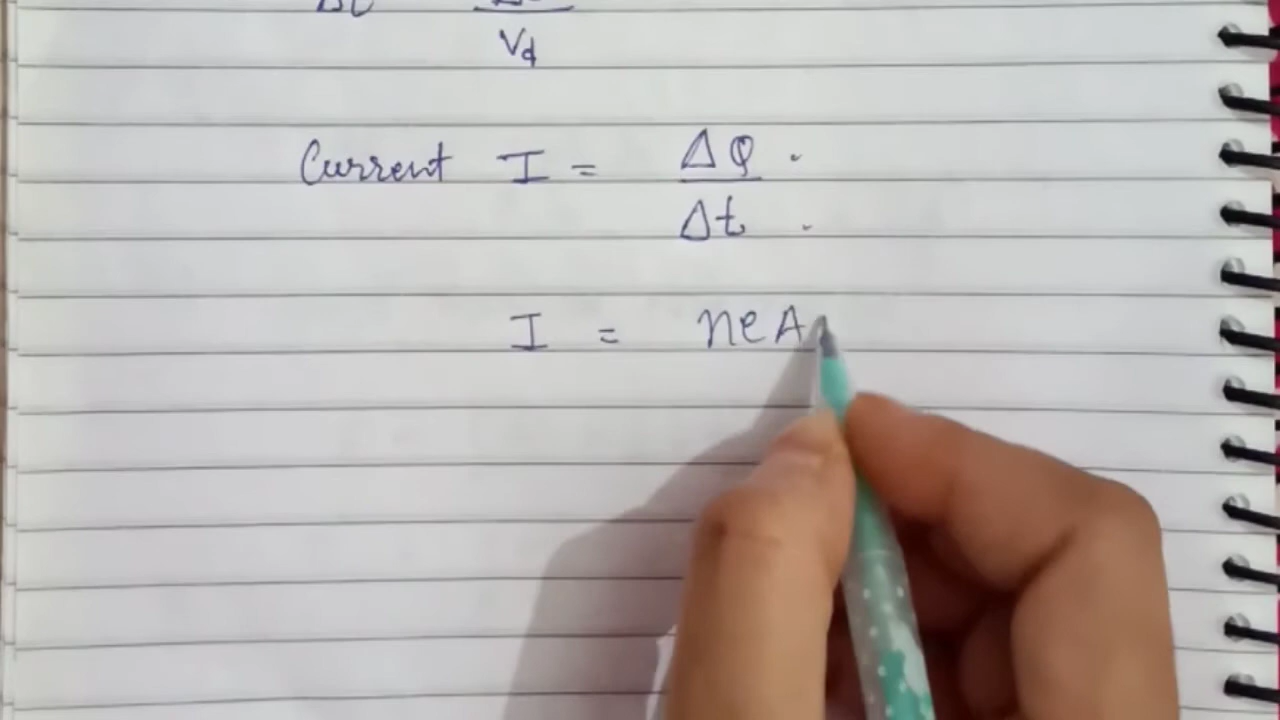 V_d
Current I = ΔQ
Δt
I = neA